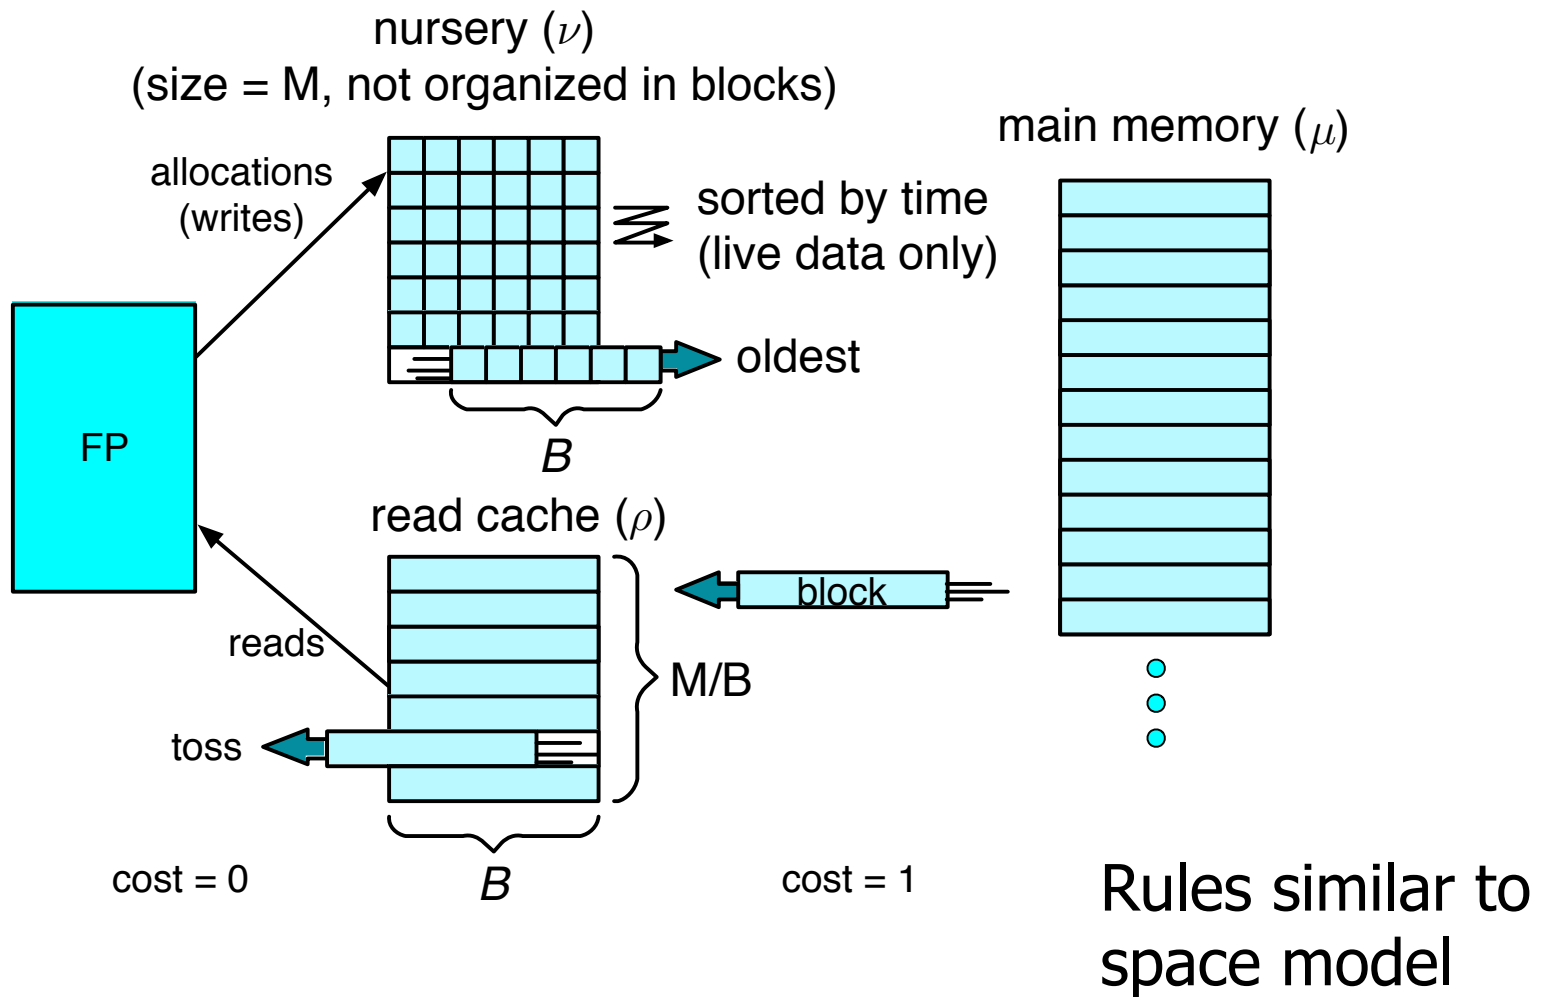 nursery (ν)
(size = M, not organized in blocks)
main memory (μ)
allocations
(writes)
sorted by time
(live data only)
oldest
B
FP
read cache (ρ)
block
reads
M/B
toss
cost = 0
B
cost = 1
Rules similar to
space model